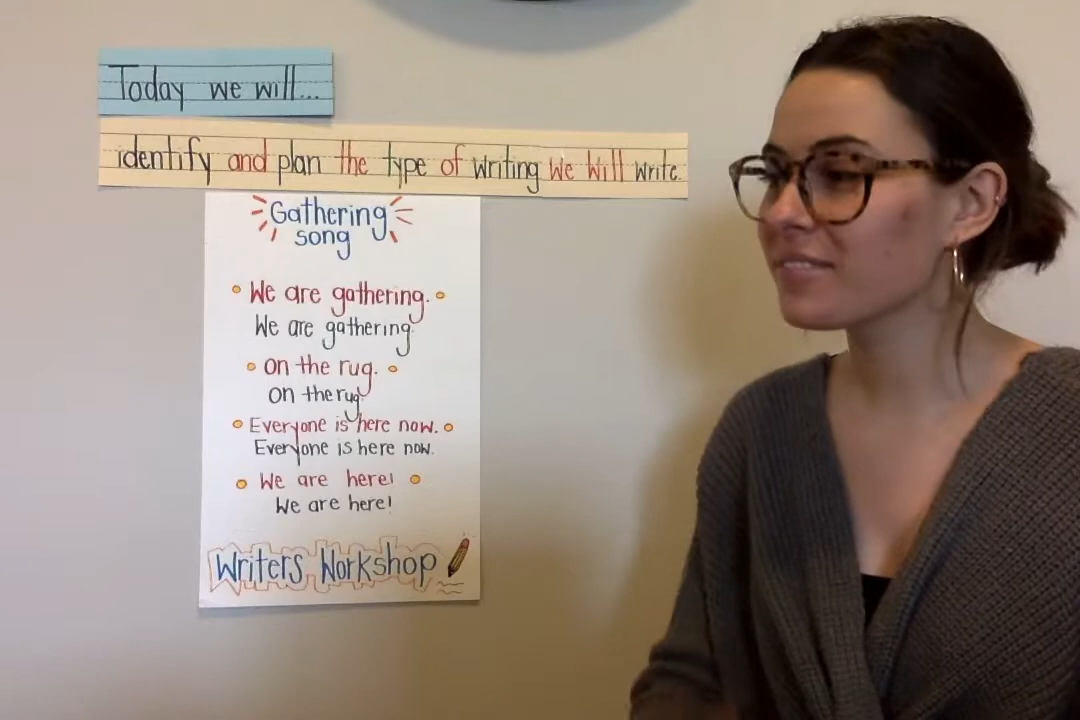 Today we will...
identify and plan the type of writing we will write.
Gathering
song
We are gathering.
We are gathering
on the rug.
on the rug
Everyone is here now.
Everyone is here now.
We are here!
We are here!
Writers Workshop